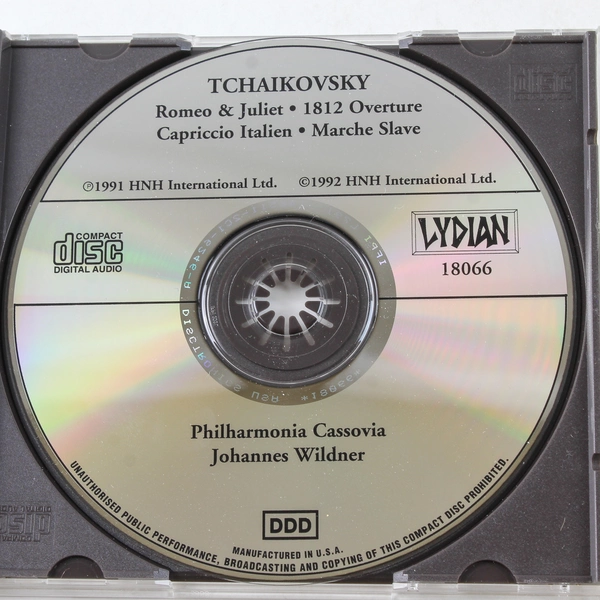 TCHAIKOVSKY
Romeo & Juliet • 1812 Overture
Capriccio Italien • Marche Slave
℗1991 HNH International Ltd. ©1992 HNH International Ltd.
COMPACT
disc
DIGITAL AUDIO
LYDIAN
18066
Philharmonia Cassovia
Johannes Wildner
DDD
MANUFACTURED IN U.S.A.
UNAUTHORISED PUBLIC PERFORMANCE, BROADCASTING AND COPYING OF THIS COMPACT DISC PROHIBITED.